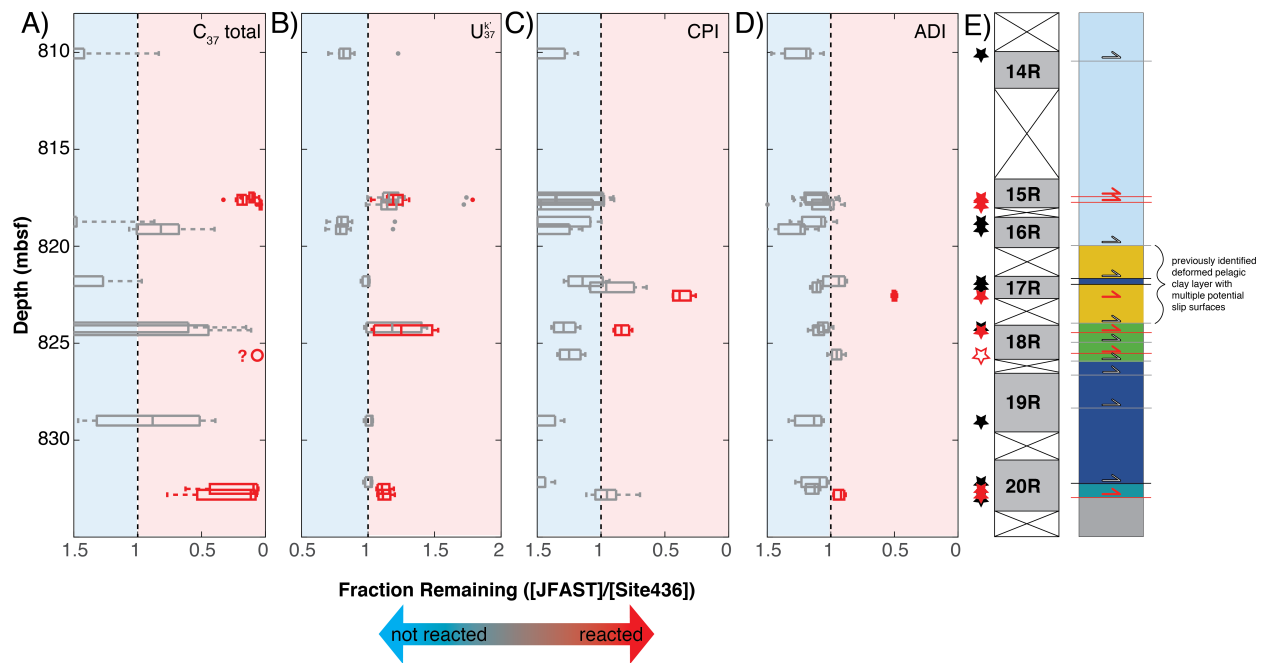 A)
C37 total
B)
Uk'37
C)
CPI
D)
ADI
E)
Depth (mbsf)
810
815
820
825
830
?
1.5 1 0.5 0
0.5 1 1.5 2
1.5 1 0.5 0
1.5 1 0.5 0
14R
15R
16R
17R
18R
19R
20R
previously identified
deformed pelagic
clay layer with
multiple potential
slip surfaces
Fraction Remaining ([JFAST]/[Site436])
not reacted
reacted